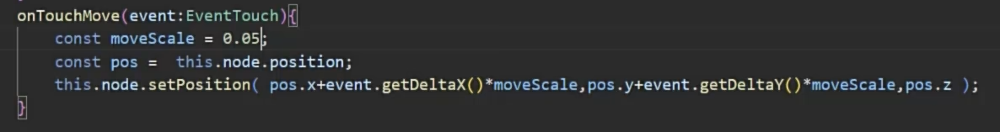 onTouchMove(event:EventTouch){
const moveScale = 0.05;
const pos =  this.node.position;
this.node.setPosition( pos.x+event.getDeltaX()*moveScale,pos.y+event.getDeltaY()*moveScale,pos.z );
}